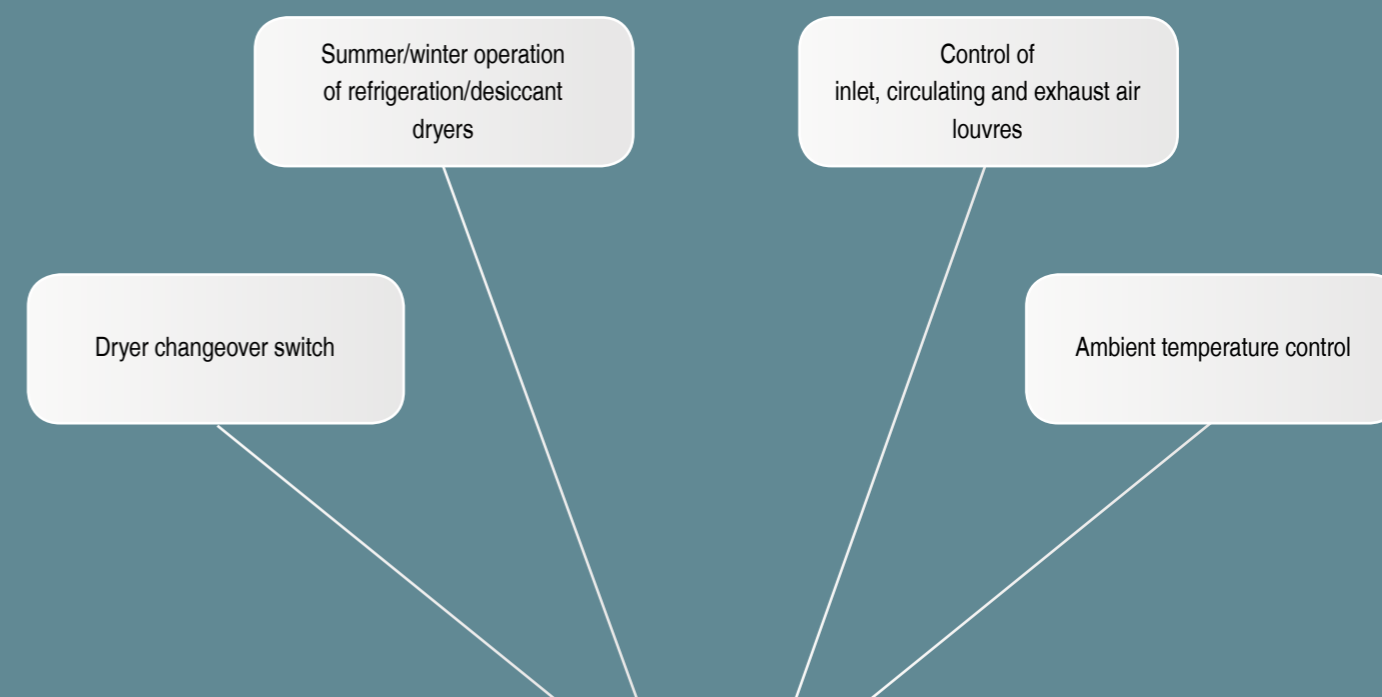 Summer/winter operation
of refrigeration/desiccant
dryers
Control of
inlet, circulating and exhaust air
louvres
Dryer changeover switch
Ambient temperature control